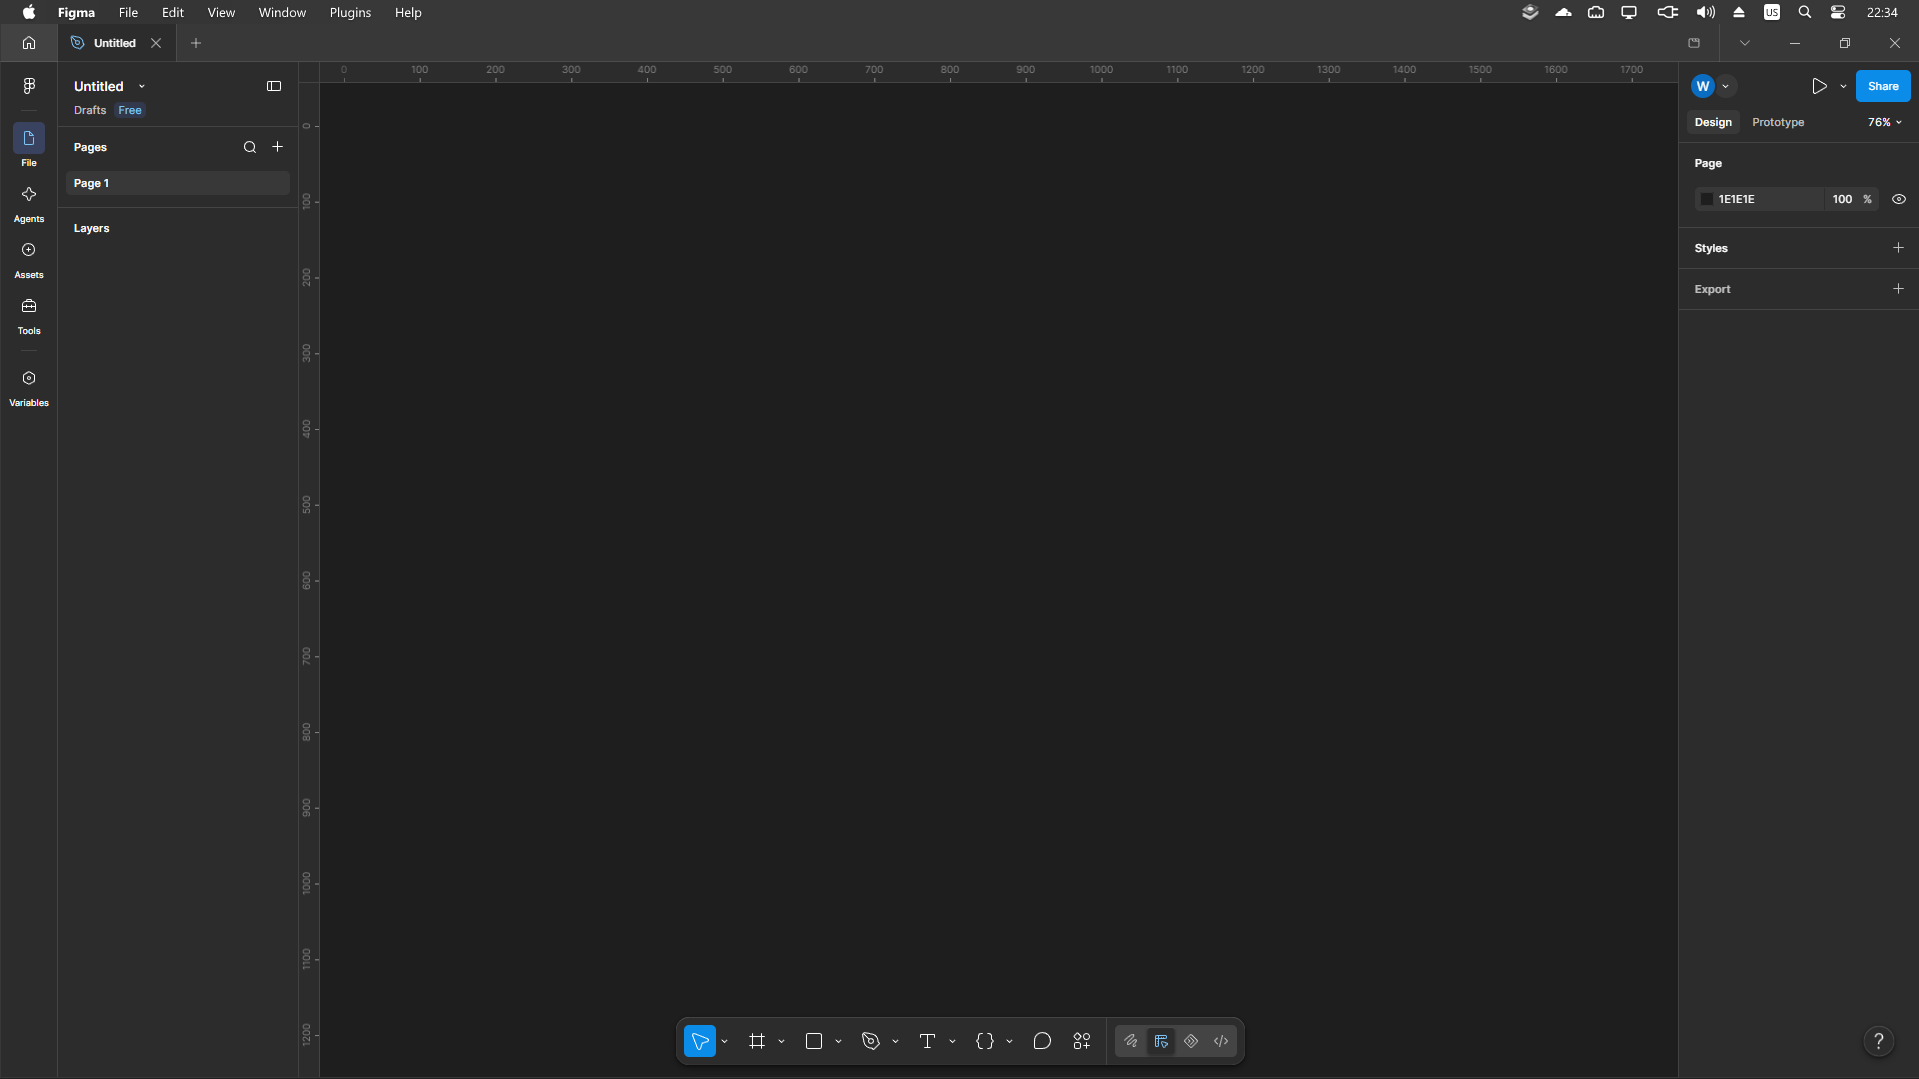 Figma File Edit View Window Plugins Help US 22:34
Untitled
Untitled
Drafts Free
Pages
Page 1
Layers
File
Agents
Assets
Tools
Variables
0 100 200 300 400 500 600 700 800 900 1000 1100 1200 1300 1400 1500 1600 1700
0
100
200
300
400
500
600
700
800
900
1000
1100
1200
W Share
Design Prototype 76%
Page
1E1E1E 100 %
Styles
Export
?